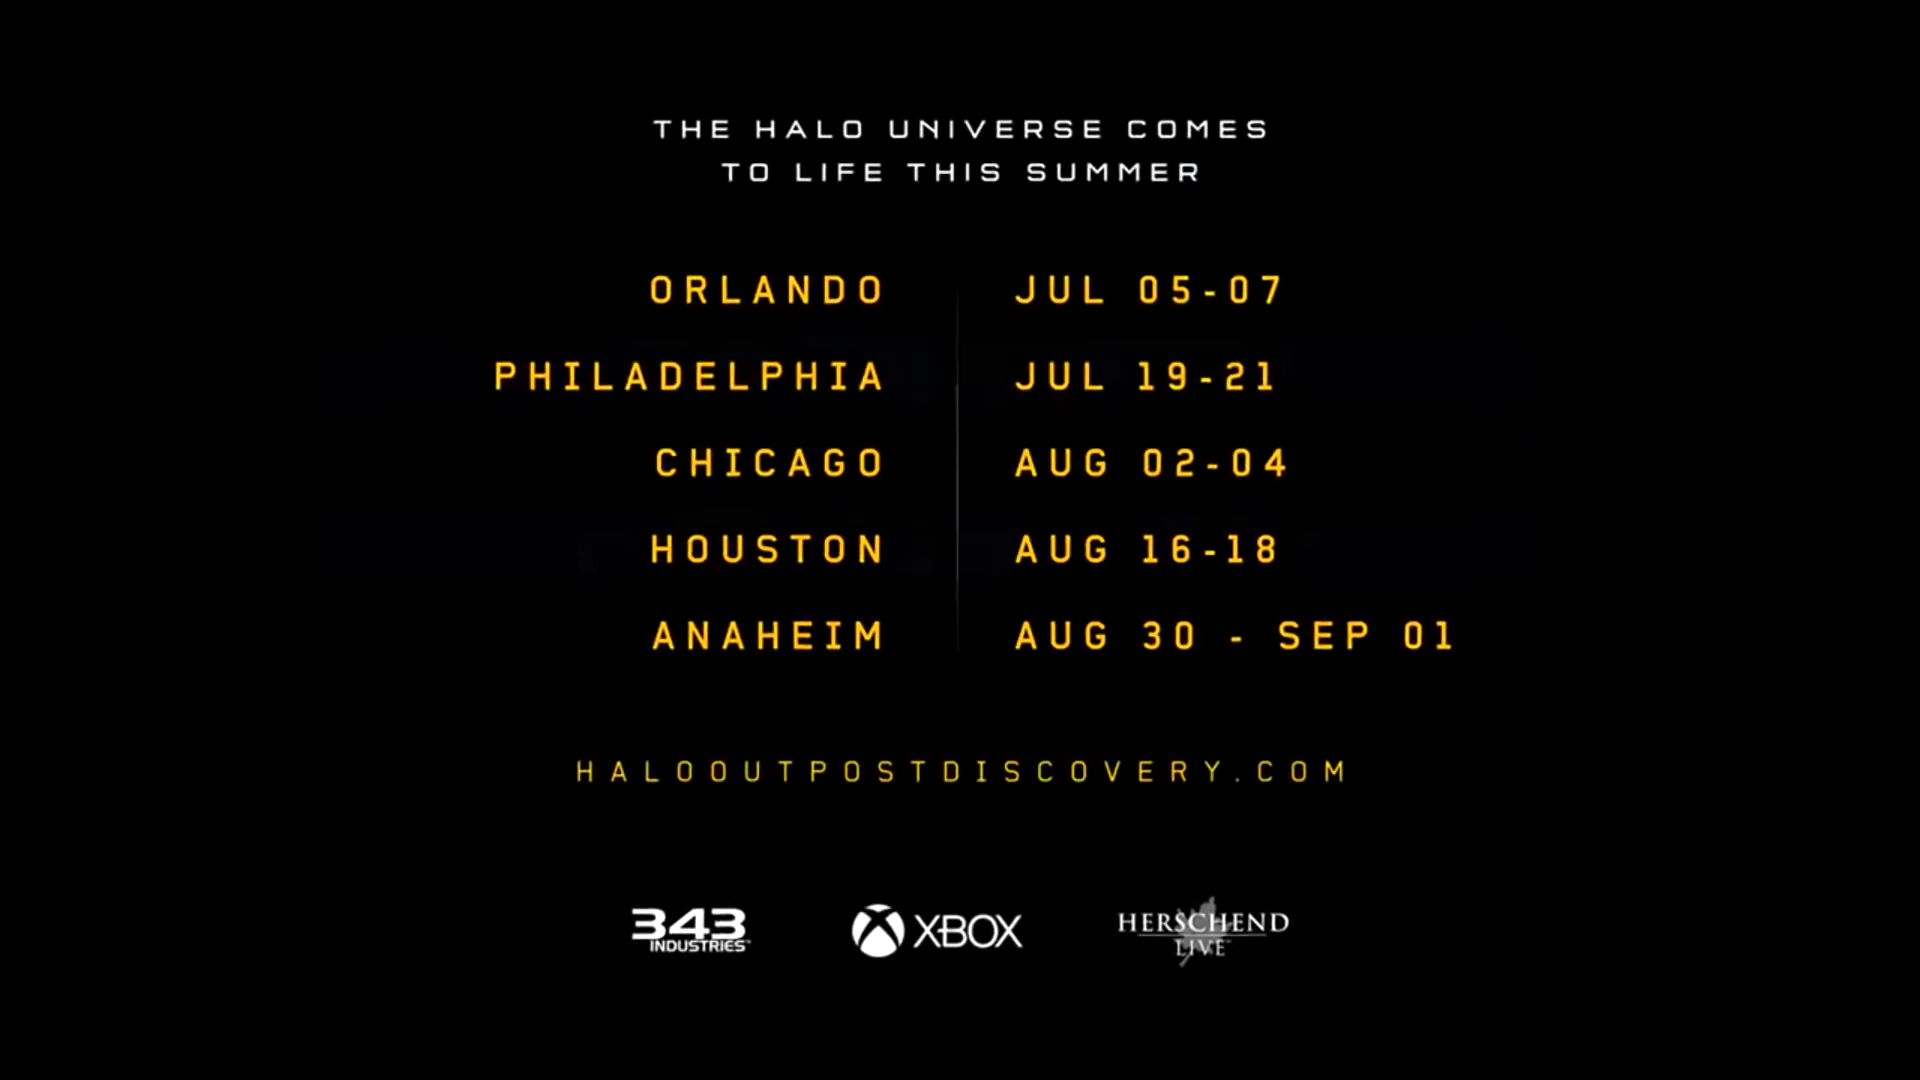 THE HALO UNIVERSE COMES
TO LIFE THIS SUMMER
ORLANDO JUL 05-07
PHILADELPHIA JUL 19-21
CHICAGO AUG 02-04
HOUSTON AUG 16-18
ANAHEIM AUG 30 - SEP 01
HALOOUTPOSTDISCOVERY.COM
343
INDUSTRIES™
XBOX
HERSCHEND
LIVE